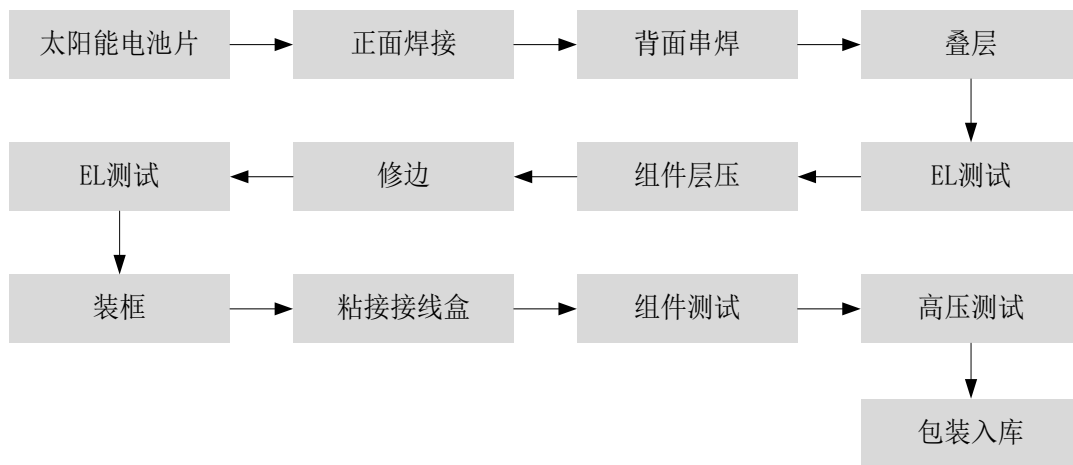 太阳能电池片
正面焊接
背面串焊
叠层
EL测试
组件层压
修边
EL测试
装框
粘接接线盒
组件测试
高压测试
包装入库